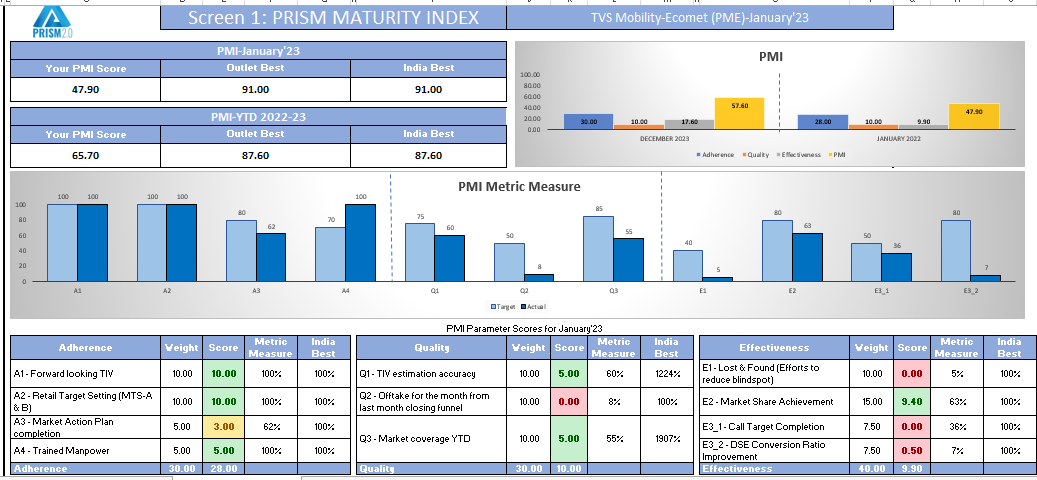 PRISM2.0
Screen 1: PRISM MATURITY INDEX
TVS Mobility-Ecomet (PME)-January'23
PMI-January'23
Your PMI Score Outlet Best India Best
47.90 91.00 91.00
PMI-YTD 2022-23
Your PMI Score Outlet Best India Best
65.70 87.60 87.60
PMI
100.00
80.00
60.00
40.00
20.00
0.00
30.00 10.00 17.60 57.60
28.00 10.00 9.90 47.90
DECEMBER 2023 JANUARY 2022
Adherence Quality Effectiveness PMI
PMI Metric Measure
100
80
60
40
20
0
100 100 100 100 80 62 70 100 75 60 50 8 85 55 40 5 80 63 50 36 80 7
A1 A2 A3 A4 Q1 Q2 Q3 E1 E2 E3_1 E3_2
Target Actual
PMI Parameter Scores for January'23
Adherence Weight Score Metric Measure India Best
A1 - Forward looking TIV 10.00 10.00 100% 100%
A2 - Retail Target Setting (MTS-A & B) 10.00 10.00 100% 100%
A3 - Market Action Plan completion 5.00 3.00 62% 100%
A4 - Trained Manpower 5.00 5.00 100% 100%
Adherence 30.00 28.00
Quality Weight Score Metric Measure India Best
Q1 - TIV estimation accuracy 10.00 5.00 60% 1224%
Q2 - Offtake for the month from last month closing funnel 10.00 0.00 8% 100%
Q3 - Market coverage YTD 10.00 5.00 55% 1907%
Quality 30.00 10.00
Effectiveness Weight Score Metric Measure India Best
E1 - Lost & Found (Efforts to reduce blindspot) 10.00 0.00 5% 100%
E2 - Market Share Achievement 15.00 9.40 63% 100%
E3_1 - Call Target Completion 7.50 0.00 36% 100%
E3_2 - DSE Conversion Ratio Improvement 7.50 0.50 7% 100%
Effectiveness 40.00 9.90